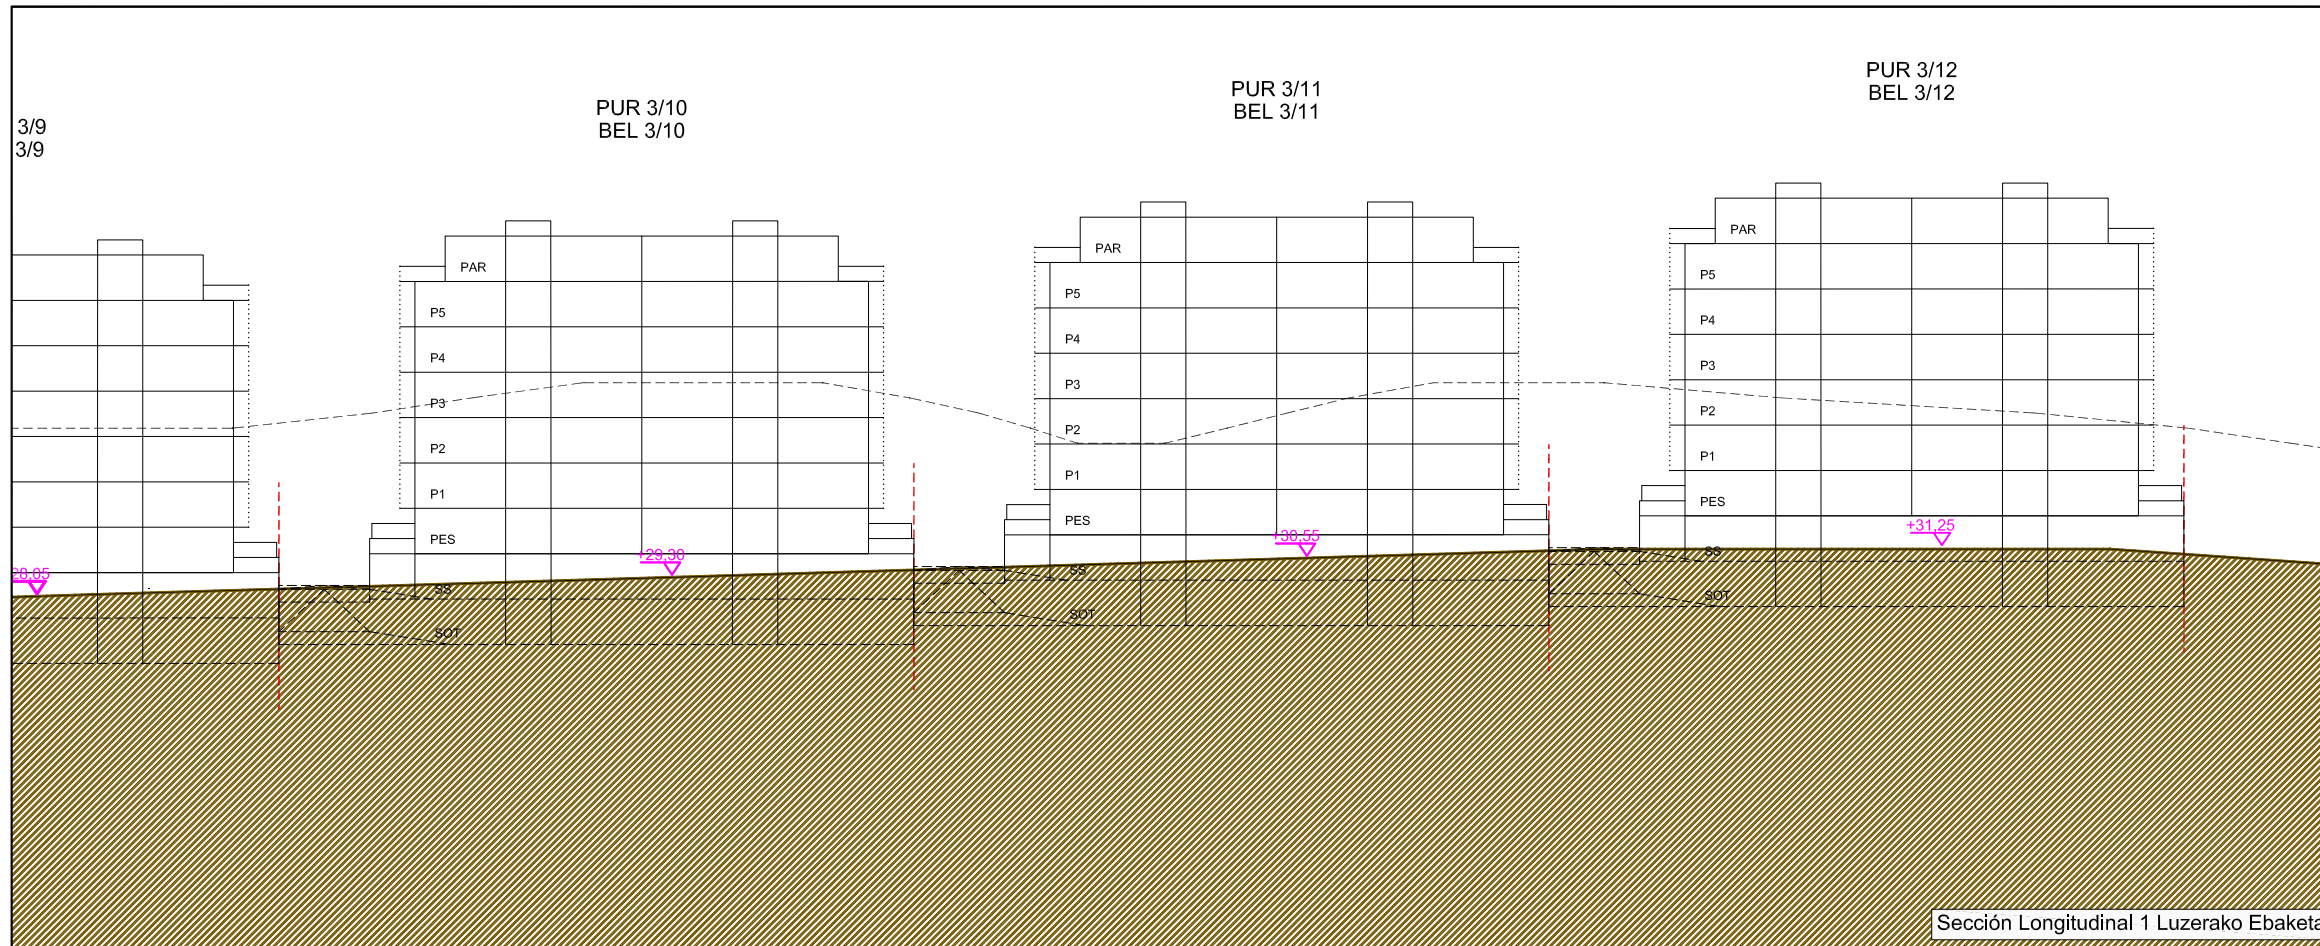 3/9
3/9
PUR 3/10
BEL 3/10
PUR 3/11
BEL 3/11
PUR 3/12
BEL 3/12
PAR
P5
P4
P3
P2
P1
PES
+29,30
SS
SOT
PAR
P5
P4
P3
P2
P1
PES
+30,55
SS
SOT
PAR
P5
P4
P3
P2
P1
PES
+31,25
SS
SOT
28,05
Sección Longitudinal 1 Luzerako Ebaketa